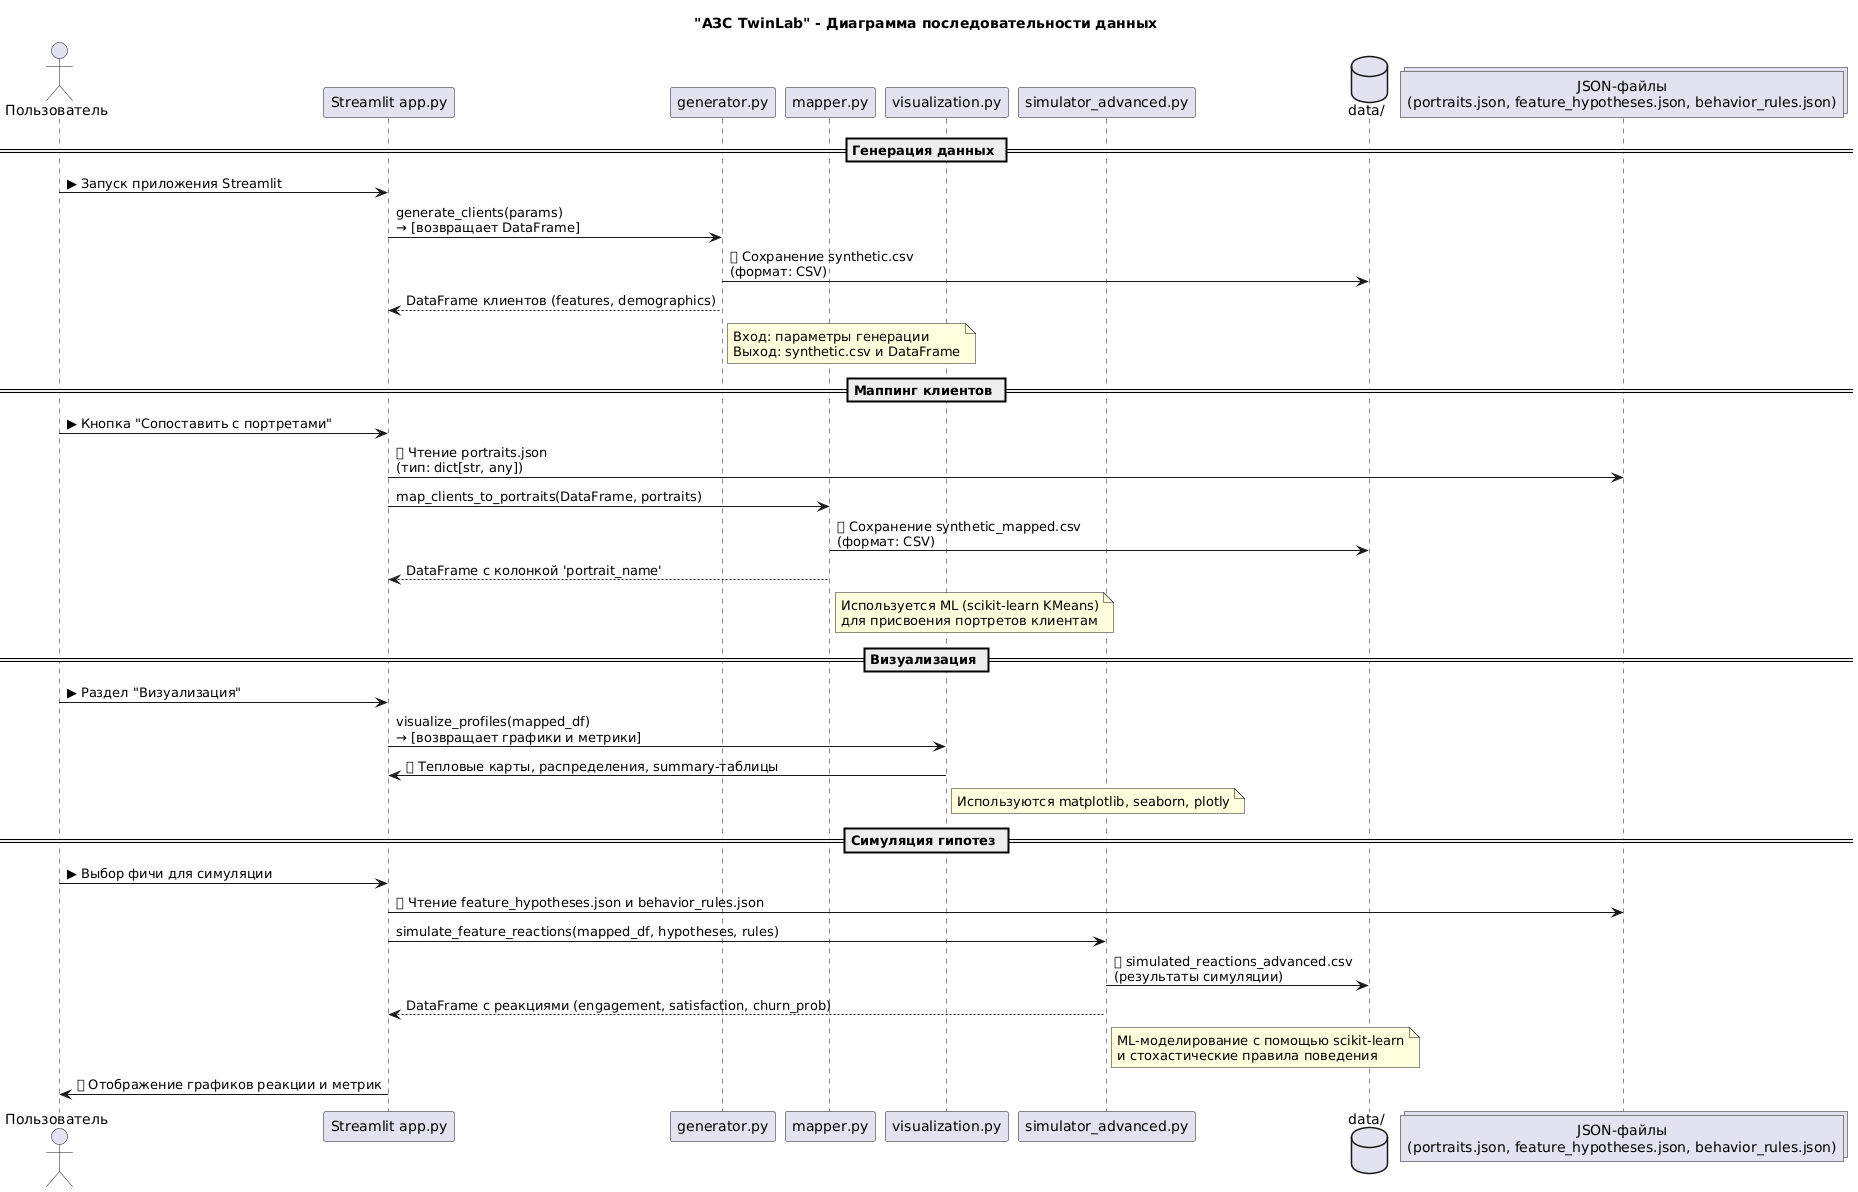 "АЗС TwinLab" - Диаграмма последовательности данных
Пользователь
Streamlit app.py
generator.py
mapper.py
visualization.py
simulator_advanced.py
data/
JSON-файлы
(portraits.json, feature_hypotheses.json, behavior_rules.json)
Генерация данных
▶ Запуск приложения Streamlit
generate_clients(params)
→ [возвращает DataFrame]
Сохранение synthetic.csv
(формат: CSV)
DataFrame клиентов (features, demographics)
Вход: параметры генерации
Выход: synthetic.csv и DataFrame
Маппинг клиентов
▶ Кнопка "Сопоставить с портретами"
Чтение portraits.json
(тип: dict[str, any])
map_clients_to_portraits(DataFrame, portraits)
Сохранение synthetic_mapped.csv
(формат: CSV)
DataFrame с колонкой 'portrait_name'
Используется ML (scikit-learn KMeans)
для присвоения портретов клиентам
Визуализация
▶ Раздел "Визуализация"
visualize_profiles(mapped_df)
→ [возвращает графики и метрики]
Тепловые карты, распределения, summary-таблицы
Используются matplotlib, seaborn, plotly
Симуляция гипотез
▶ Выбор фичи для симуляции
Чтение feature_hypotheses.json и behavior_rules.json
simulate_feature_reactions(mapped_df, hypotheses, rules)
simulated_reactions_advanced.csv
(результаты симуляции)
DataFrame с реакциями (engagement, satisfaction, churn_prob)
ML-моделирование с помощью scikit-learn
и стохастические правила поведения
Отображение графиков реакции и метрик
Пользователь
Streamlit app.py
generator.py
mapper.py
visualization.py
simulator_advanced.py
data/
JSON-файлы
(portraits.json, feature_hypotheses.json, behavior_rules.json)